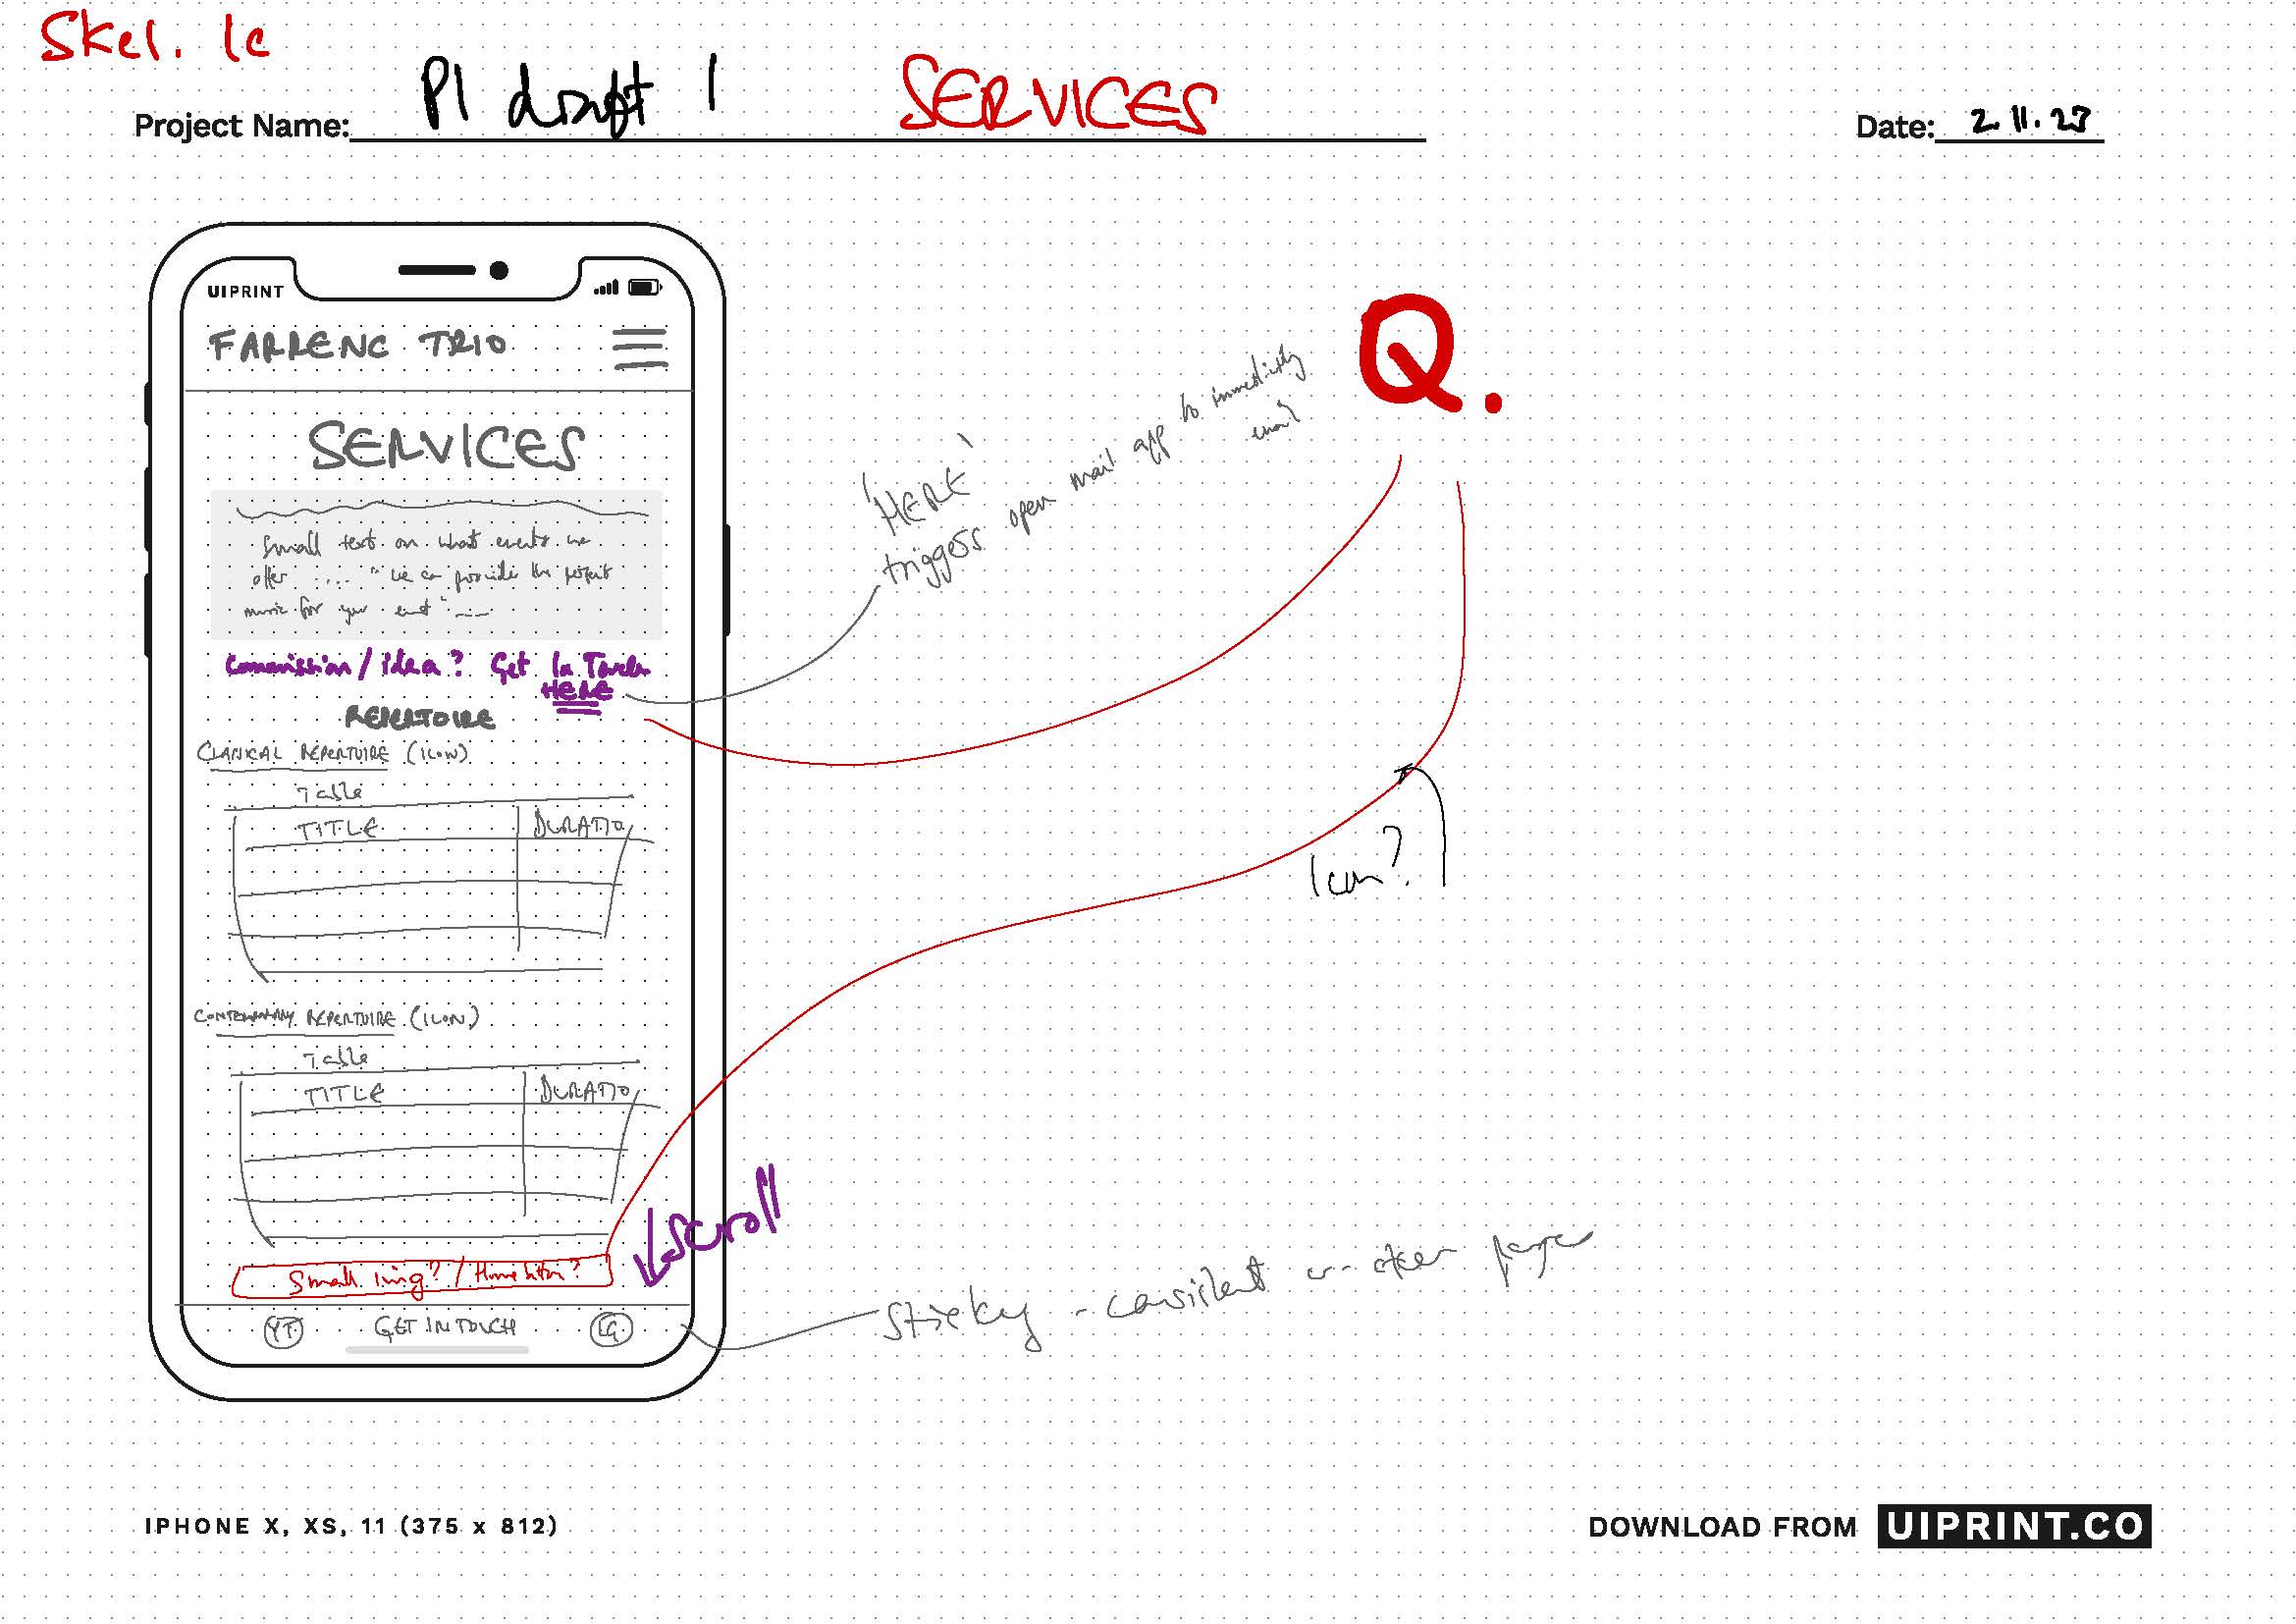 Skel. 1c
Project Name: P1 draft 1 SERVICES
Date: 2.11.23
UIPRINT
FARRENC TRIO
SERVICES
Small text on what events we
offer .... "we can provide the perfect
music for your event" ---
Commission / idea? Get In Touch
HERE
REPERTOIRE
CLASSICAL REPERTOIRE (ICON)
Table
TITLE DURATIO
CONTEMPORARY REPERTOIRE (ICON)
Table
TITLE DURATIO
Small img? / Home button?
YT GET IN TOUCH
Scroll
'HERE'
triggers open mail app to immediately
email
Q.
Icon?
Sticky - consistent on other pages
IPHONE X, XS, 11 (375 x 812)
DOWNLOAD FROM UIPRINT.CO